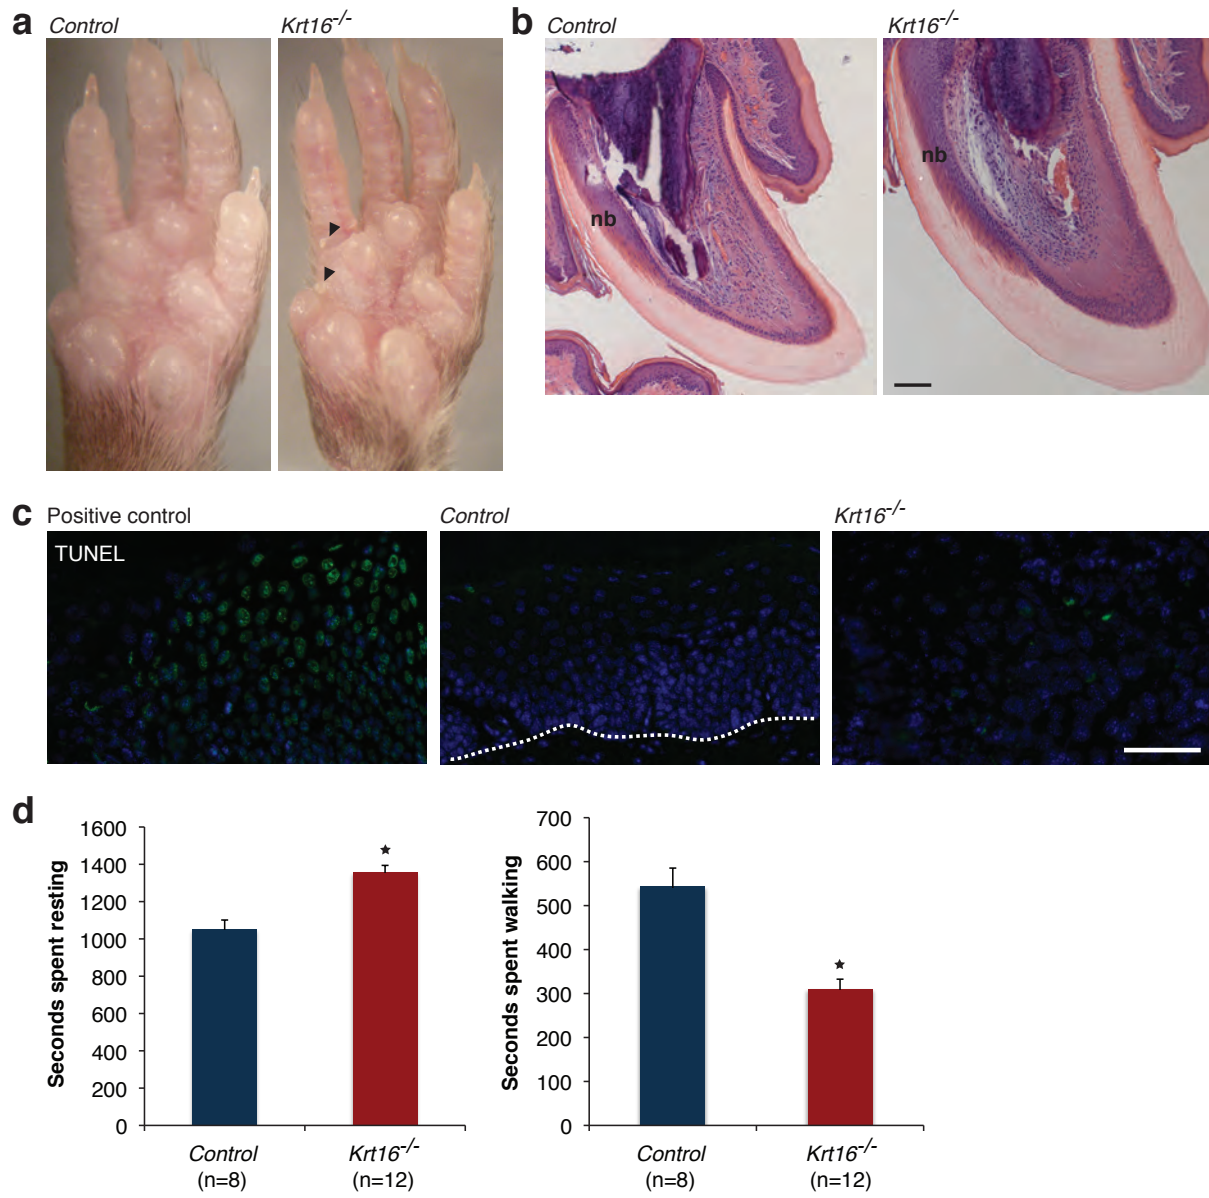 a
Control
Krt16-/-
b
Control
Krt16-/-
nb
nb
c
Positive control
Control
Krt16-/-
TUNEL
d
Seconds spent resting
1600
1400
1200
1000
800
600
400
200
0
Control
(n=8)
Krt16-/-
(n=12)
Seconds spent walking
700
600
500
400
300
200
100
0
Control
(n=8)
Krt16-/-
(n=12)